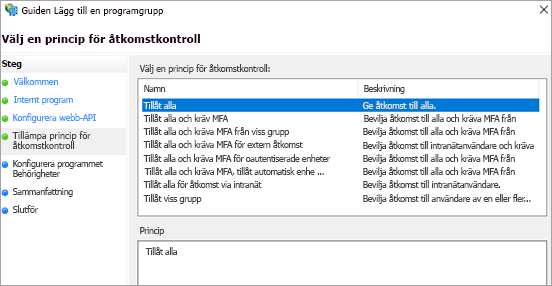 Guiden Lägg till en programgrupp
Välj en princip för åtkomstkontroll
Steg
Välkommen
Internt program
Konfigurera webb-API
Tillämpa princip för
åtkomstkontroll
Konfigurera programmet
Behörigheter
Sammanfattning
Slutför
Välj en princip för åtkomstkontroll:
Namn Beskrivning
Tillåt alla Ge åtkomst till alla.
Tillåt alla och kräv MFA Bevilja åtkomst till alla och kräva MFA från
Tillåt alla och kräva MFA från viss grupp Bevilja åtkomst till alla och kräva MFA från
Tillåt alla och kräva MFA för extern åtkomst Bevilja åtkomst till intranätanvändare och kräva
Tillåt alla och kräva MFA för oautentiserade enheter Bevilja åtkomst till alla och kräva MFA från
Tillåt alla och kräva MFA, tillåt automatisk enhe ... Bevilja åtkomst till alla och kräva MFA från
Tillåt alla för åtkomst via intranät Bevilja åtkomst till intranätanvändare.
Tillåt viss grupp Bevilja åtkomst till användare av en eller fler...
Princip
Tillåt alla